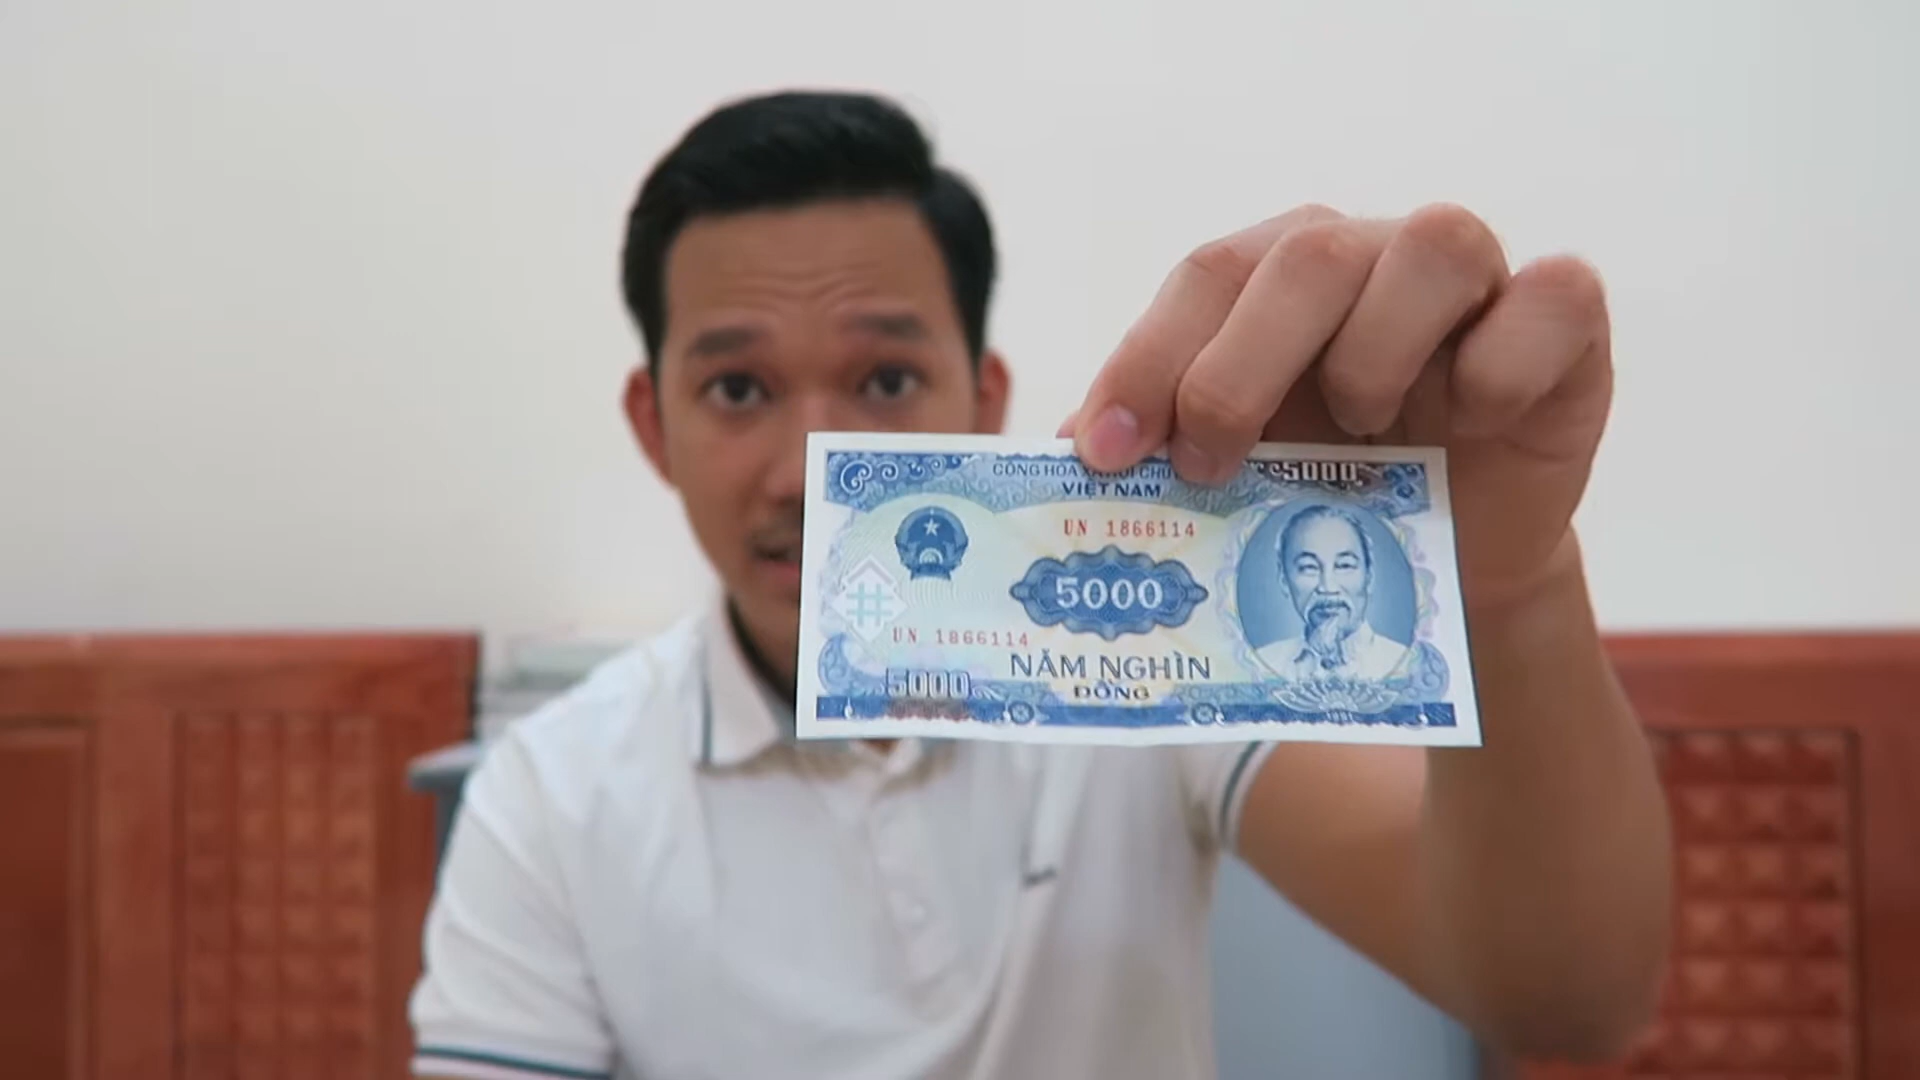 CỘNG HÒA XÃ HỘI CHỦ
5000
VIỆT NAM
UN 1866114
5000
UN 1866114
NĂM NGHÌN
5000
ĐỒNG